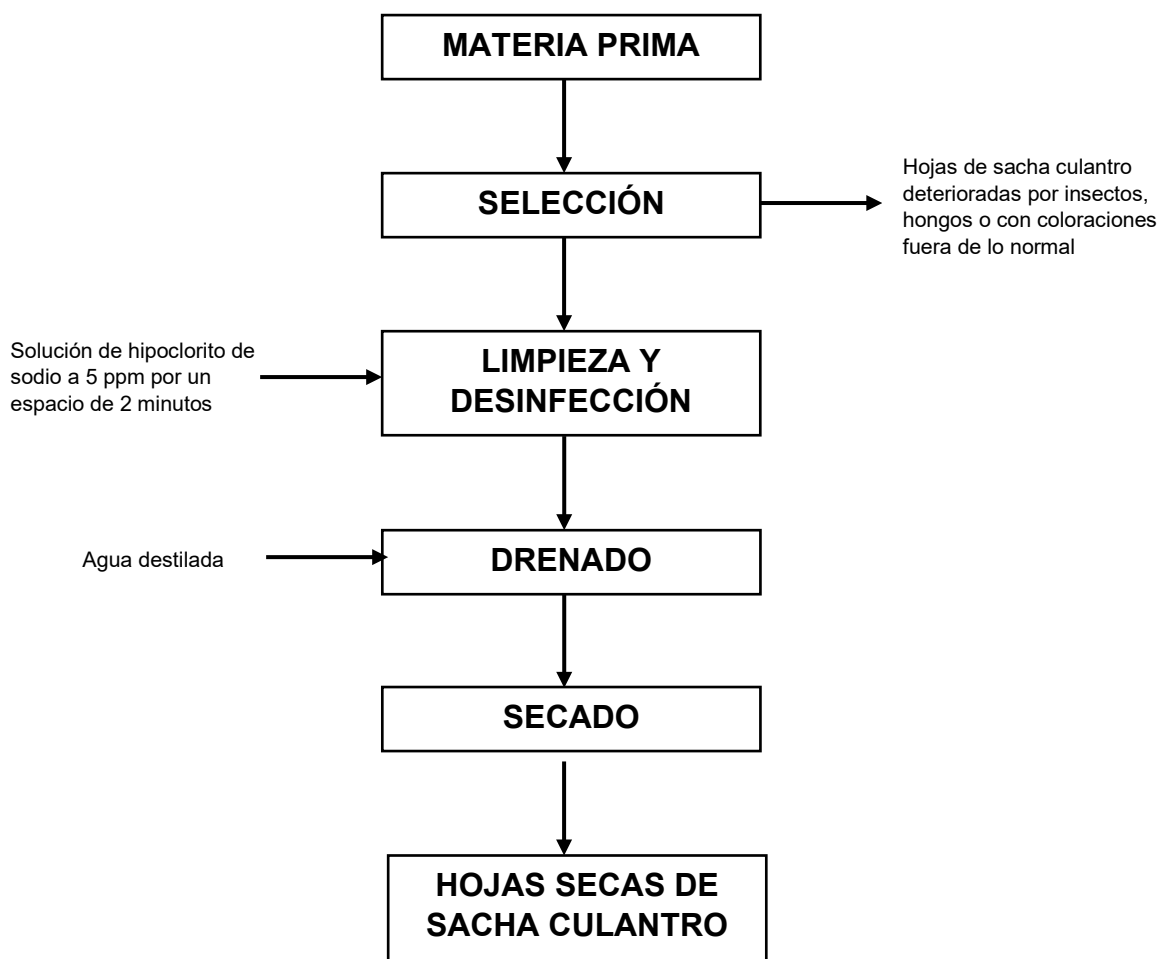 MATERIA PRIMA
SELECCIÓN
Hojas de sacha culantro
deterioradas por insectos,
hongos o con coloraciones
fuera de lo normal
Solución de hipoclorito de
sodio a 5 ppm por un
espacio de 2 minutos
LIMPIEZA Y
DESINFECCIÓN
Agua destilada
DRENADO
SECADO
HOJAS SECAS DE
SACHA CULANTRO